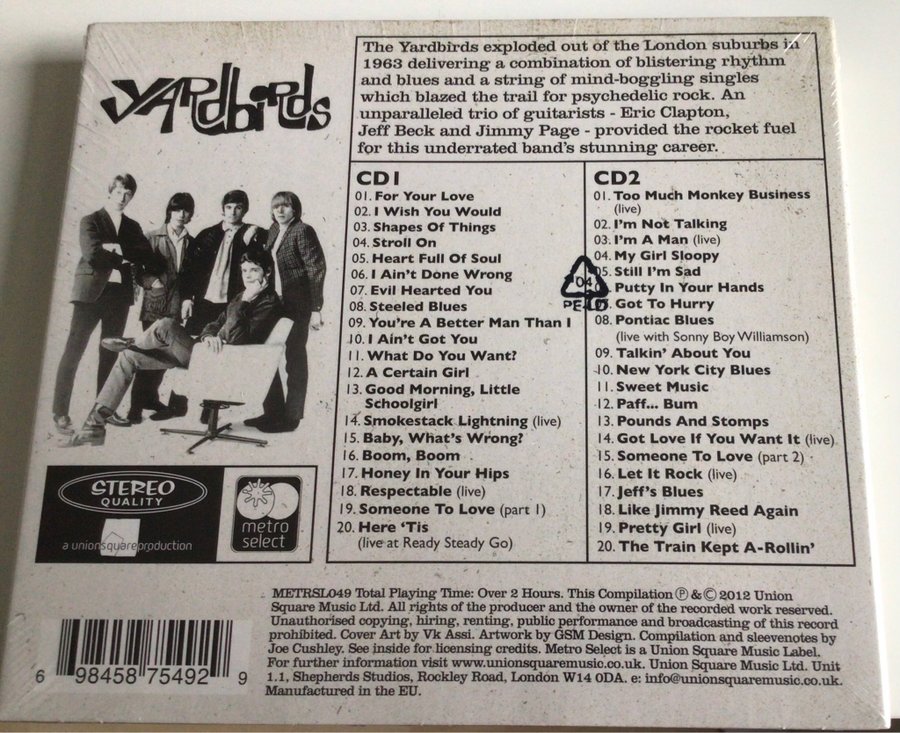 YARDBIRDS
The Yardbirds exploded out of the London suburbs in
1963 delivering a combination of blistering rhythm
and blues and a string of mind-boggling singles
which blazed the trail for psychedelic rock. An
unparalleled trio of guitarists - Eric Clapton,
Jeff Beck and Jimmy Page - provided the rocket fuel
for this underrated band's stunning career.
CD1
01. For Your Love
02. I Wish You Would
03. Shapes Of Things
04. Stroll On
05. Heart Full Of Soul
06. I Ain't Done Wrong
07. Evil Hearted You
08. Steeled Blues
09. You're A Better Man Than I
10. I Ain't Got You
11. What Do You Want?
12. A Certain Girl
13. Good Morning, Little
Schoolgirl
14. Smokestack Lightning (live)
15. Baby, What's Wrong?
16. Boom, Boom
17. Honey In Your Hips
18. Respectable (live)
19. Someone To Love (part 1)
20. Here 'Tis
(live at Ready Steady Go)
CD2
01. Too Much Monkey Business
(live)
02. I'm Not Talking
03. I'm A Man (live)
04. My Girl Sloopy
05. Still I'm Sad
Putty In Your Hands
Got To Hurry
08. Pontiac Blues
(live with Sonny Boy Williamson)
09. Talkin' About You
10. New York City Blues
11. Sweet Music
12. Paff... Bum
13. Pounds And Stomps
14. Got Love If You Want It (live)
15. Someone To Love (part 2)
16. Let It Rock (live)
17. Jeff's Blues
18. Like Jimmy Reed Again
19. Pretty Girl (live)
20. The Train Kept A-Rollin'
04
STEREO
QUALITY
a unionsquareproduction
metro
select
METRSL049 Total Playing Time: Over 2 Hours. This Compilation Ⓟ & © 2012 Union
Square Music Ltd. All rights of the producer and the owner of the recorded work reserved.
Unauthorised copying, hiring, renting, public performance and broadcasting of this record
prohibited. Cover Art by Vk Assi. Artwork by GSM Design. Compilation and sleevenotes by
Joe Cushley. See inside for licensing credits. Metro Select is a Union Square Music Label.
For further information visit www.unionsquaremusic.co.uk. Union Square Music Ltd. Unit
1.1, Shepherds Studios, Rockley Road, London W14 0DA. e: info@unionsquaremusic.co.uk.
Manufactured in the EU.
6 98458 75492 9